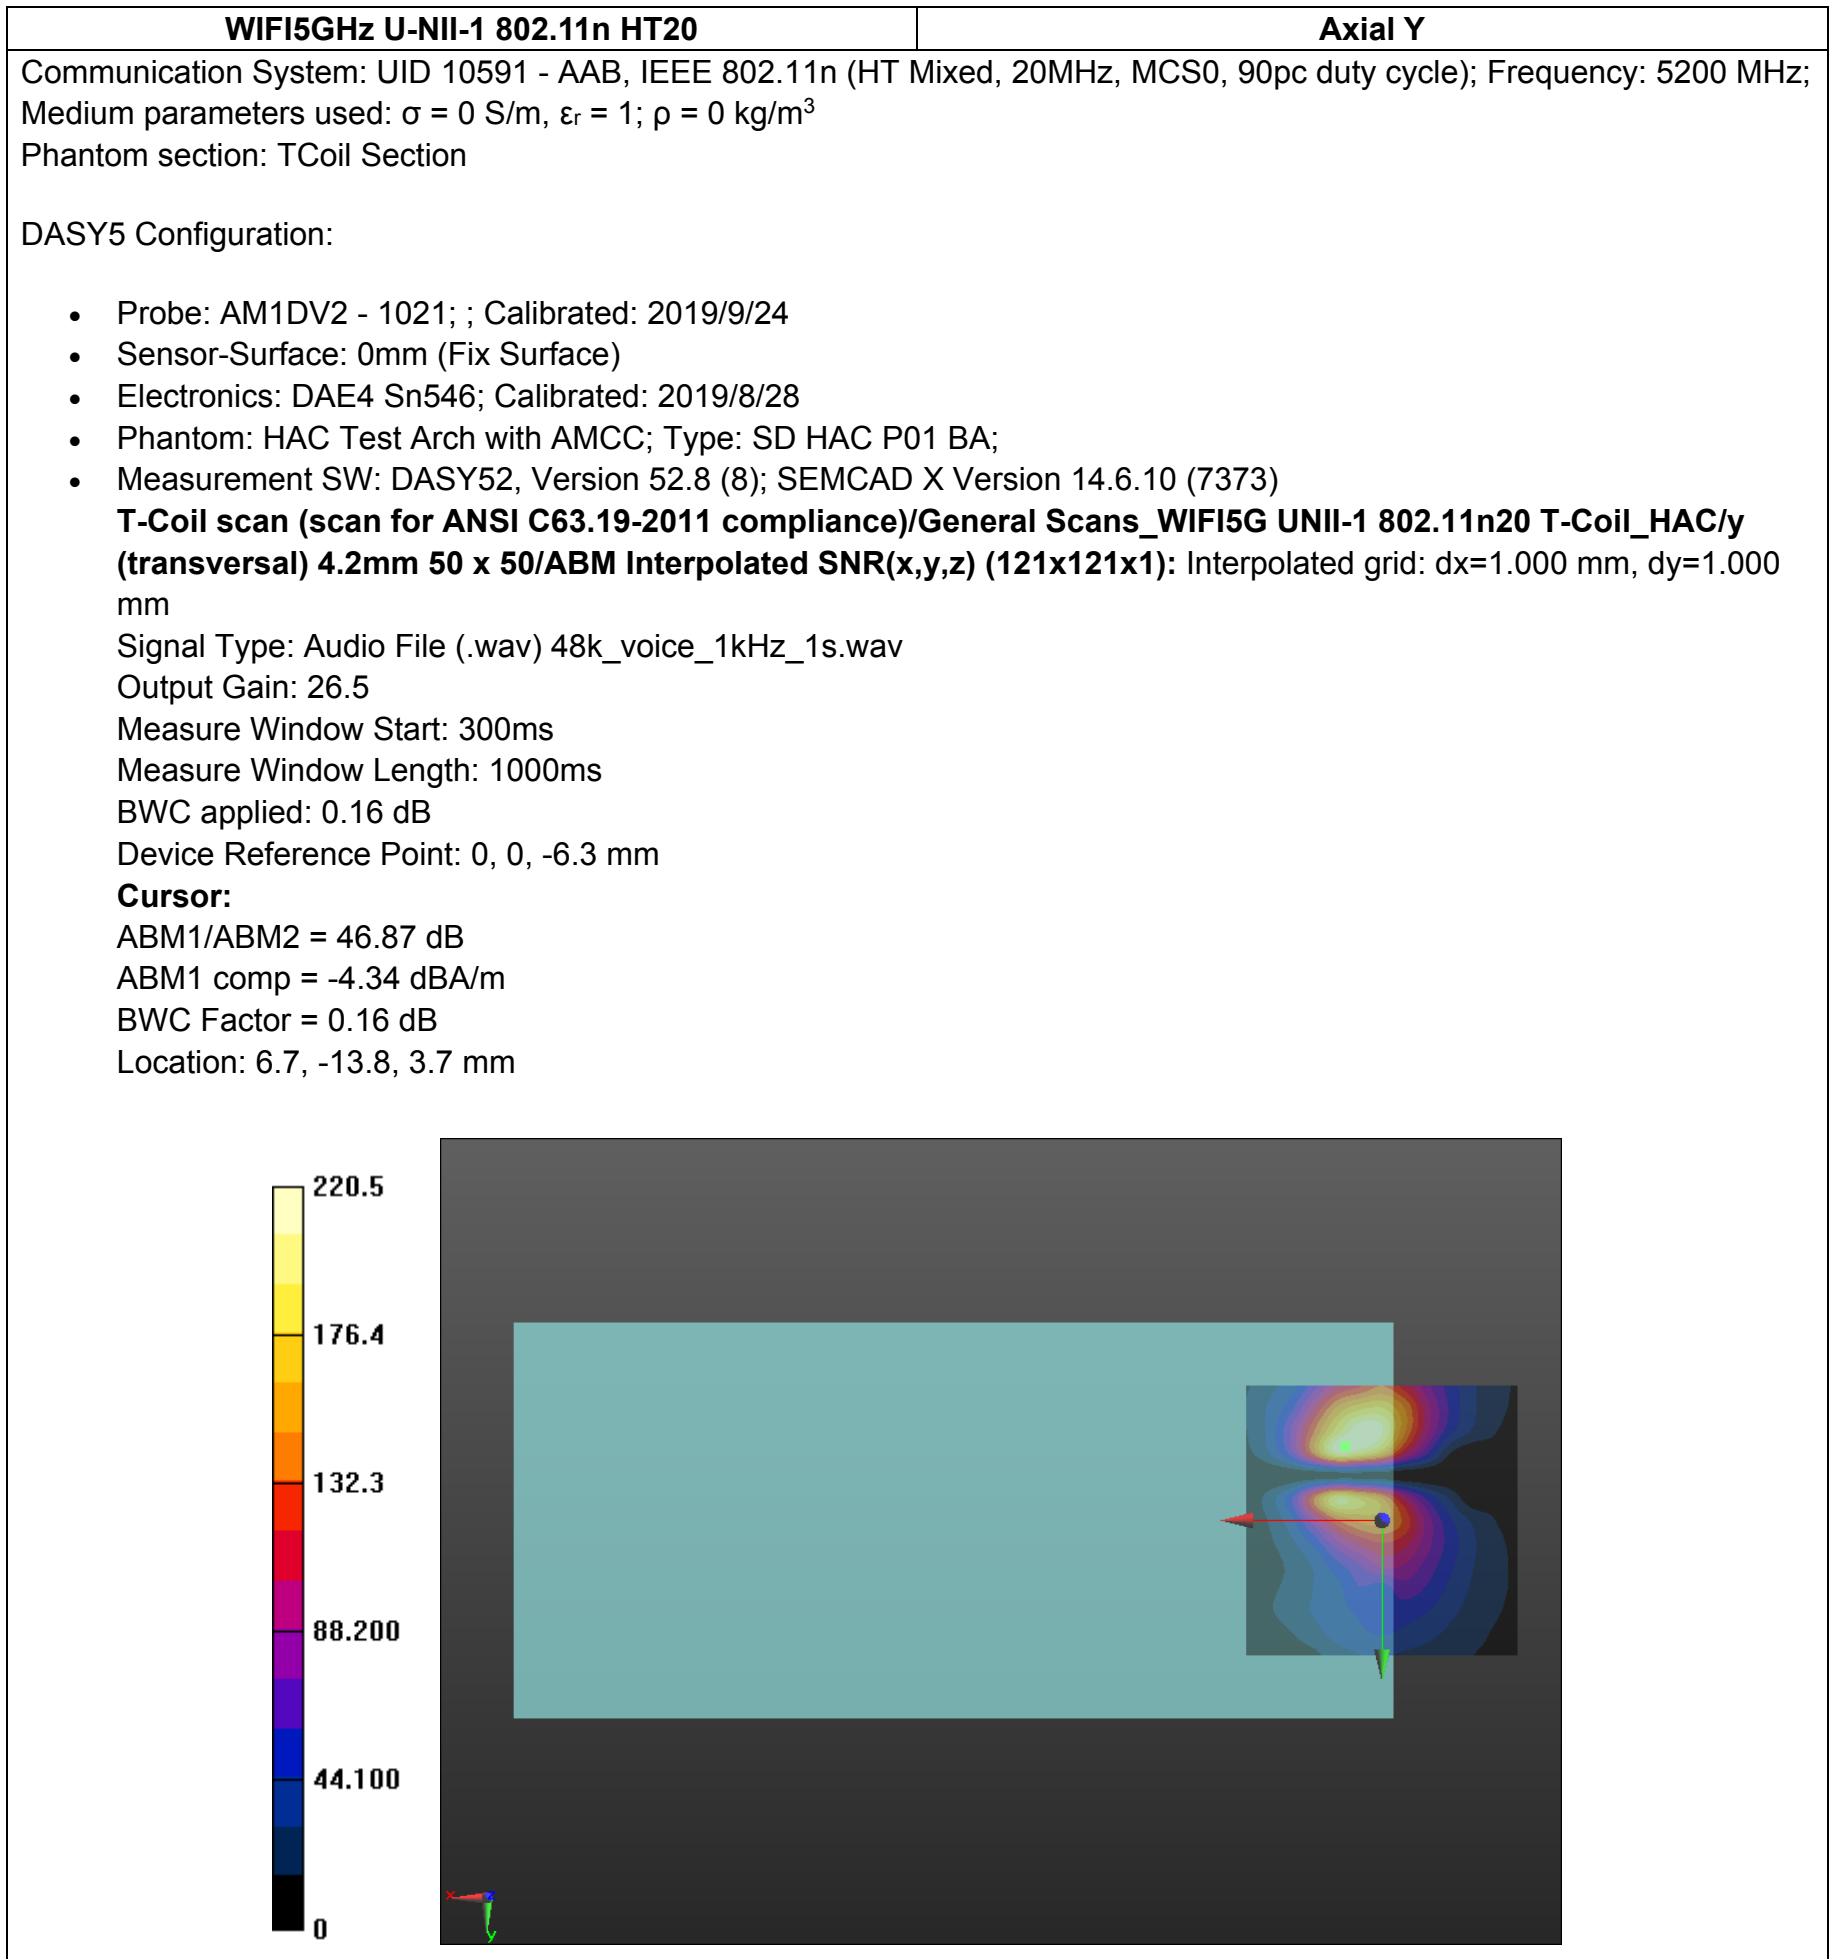 WIFI5GHz U-NII-1 802.11n HT20
Axial Y
Communication System: UID 10591 - AAB, IEEE 802.11n (HT Mixed, 20MHz, MCS0, 90pc duty cycle); Frequency: 5200 MHz;
Medium parameters used: σ = 0 S/m, εr = 1; ρ = 0 kg/m³
Phantom section: TCoil Section
DASY5 Configuration:
• Probe: AM1DV2 - 1021; ; Calibrated: 2019/9/24
• Sensor-Surface: 0mm (Fix Surface)
• Electronics: DAE4 Sn546; Calibrated: 2019/8/28
• Phantom: HAC Test Arch with AMCC; Type: SD HAC P01 BA;
• Measurement SW: DASY52, Version 52.8 (8); SEMCAD X Version 14.6.10 (7373)
T-Coil scan (scan for ANSI C63.19-2011 compliance)/General Scans_WIFI5G UNII-1 802.11n20 T-Coil_HAC/y
(transversal) 4.2mm 50 x 50/ABM Interpolated SNR(x,y,z) (121x121x1): Interpolated grid: dx=1.000 mm, dy=1.000
mm
Signal Type: Audio File (.wav) 48k_voice_1kHz_1s.wav
Output Gain: 26.5
Measure Window Start: 300ms
Measure Window Length: 1000ms
BWC applied: 0.16 dB
Device Reference Point: 0, 0, -6.3 mm
Cursor:
ABM1/ABM2 = 46.87 dB
ABM1 comp = -4.34 dBA/m
BWC Factor = 0.16 dB
Location: 6.7, -13.8, 3.7 mm
220.5
176.4
132.3
88.200
44.100
0
x z
y